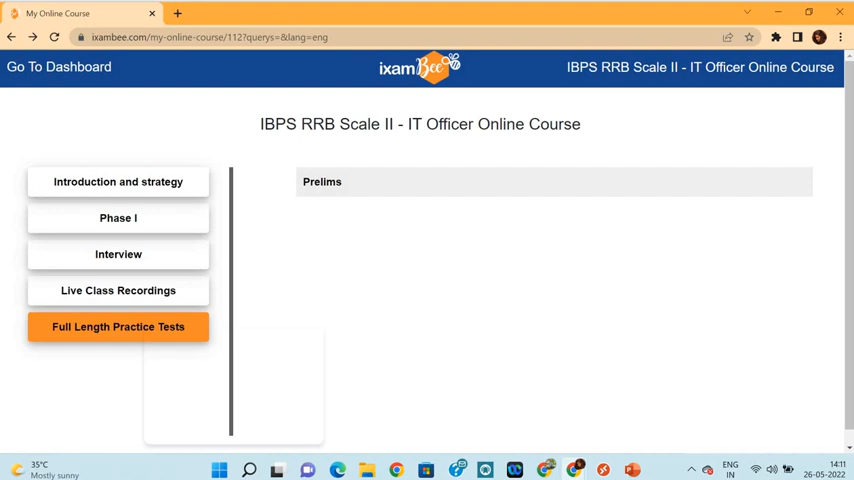 My Online Course
ixambee.com/my-online-course/112?querys=&lang=eng
Go To Dashboard
ixamBee
IBPS RRB Scale II - IT Officer Online Course
IBPS RRB Scale II - IT Officer Online Course
Introduction and strategy
Prelims
Phase I
Interview
Live Class Recordings
Full Length Practice Tests
35°C
Mostly sunny
ENG
IN
14:11
26-05-2022